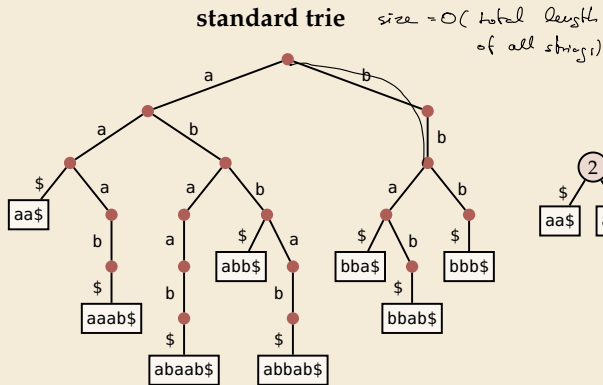 standard trie size = O( total length
of all strings)
a b
a b b
$ a a b a b 2
aa$ b a $ a $ b $ $
abb$ bba$ bbb$ aa$ a
$ b b $
aaab$ bbab$
$ $
abaab$ abbab$